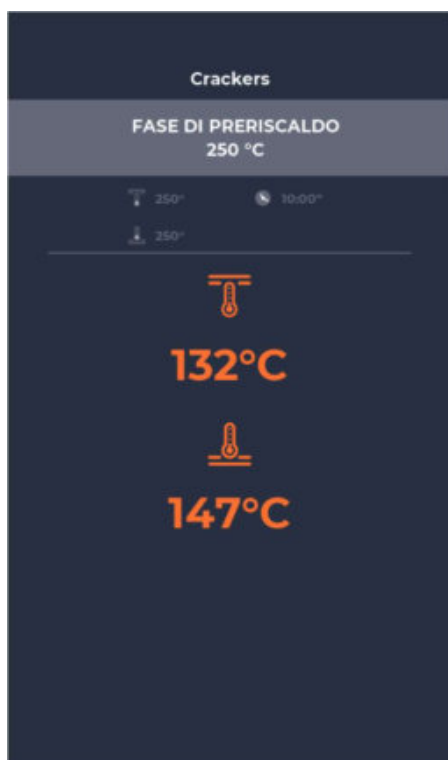 Crackers
FASE DI PRERISCALDO
250 °C
250° 10:00"
250°
132°C
147°C